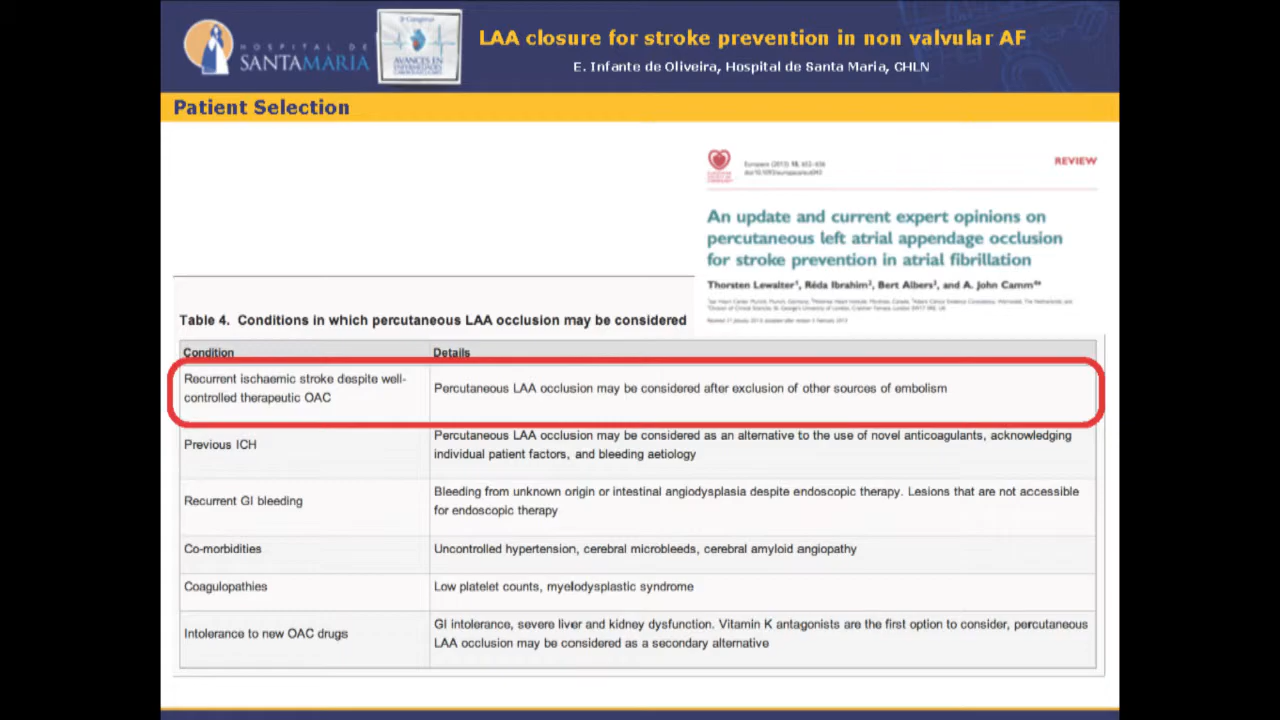 HOSPITAL DE
SANTAMARIA
AVANCES EN
LAA closure for stroke prevention in non valvular AF
E. Infante de Oliveira, Hospital de Santa Maria, CHLN
Patient Selection
REVIEW
An update and current expert opinions on
percutaneous left atrial appendage occlusion
for stroke prevention in atrial fibrillation
Thorsten Lewalter¹, Réda Ibrahim², Bert Albers³, and A. John Camm⁴*
Table 4. Conditions in which percutaneous LAA occlusion may be considered
Condition Details
Recurrent ischaemic stroke despite well-
controlled therapeutic OAC
Percutaneous LAA occlusion may be considered after exclusion of other sources of embolism
Previous ICH
Percutaneous LAA occlusion may be considered as an alternative to the use of novel anticoagulants, acknowledging
individual patient factors, and bleeding aetiology
Recurrent GI bleeding
Bleeding from unknown origin or intestinal angiodysplasia despite endoscopic therapy. Lesions that are not accessible
for endoscopic therapy
Co-morbidities
Uncontrolled hypertension, cerebral microbleeds, cerebral amyloid angiopathy
Coagulopathies
Low platelet counts, myelodysplastic syndrome
Intolerance to new OAC drugs
GI intolerance, severe liver and kidney dysfunction. Vitamin K antagonists are the first option to consider, percutaneous
LAA occlusion may be considered as a secondary alternative